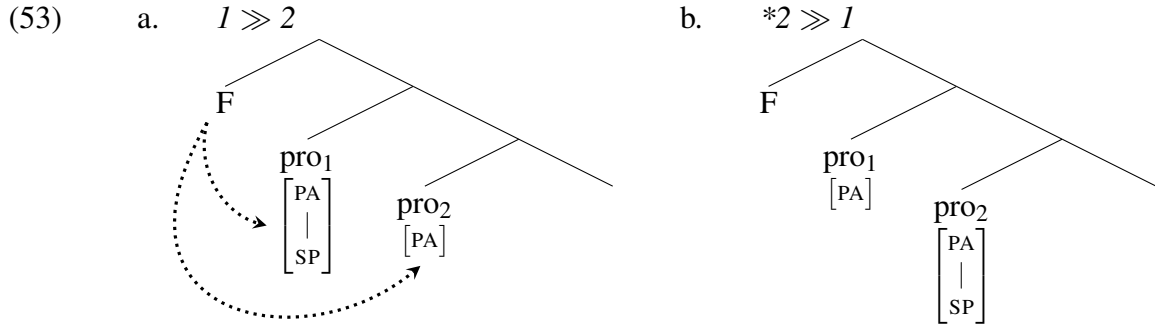 (53) a. 1 ≫ 2 b. *2 ≫ 1
F F
pro₁ pro₁
[PA | SP] [PA]
pro₂ pro₂
[PA] [PA | SP]